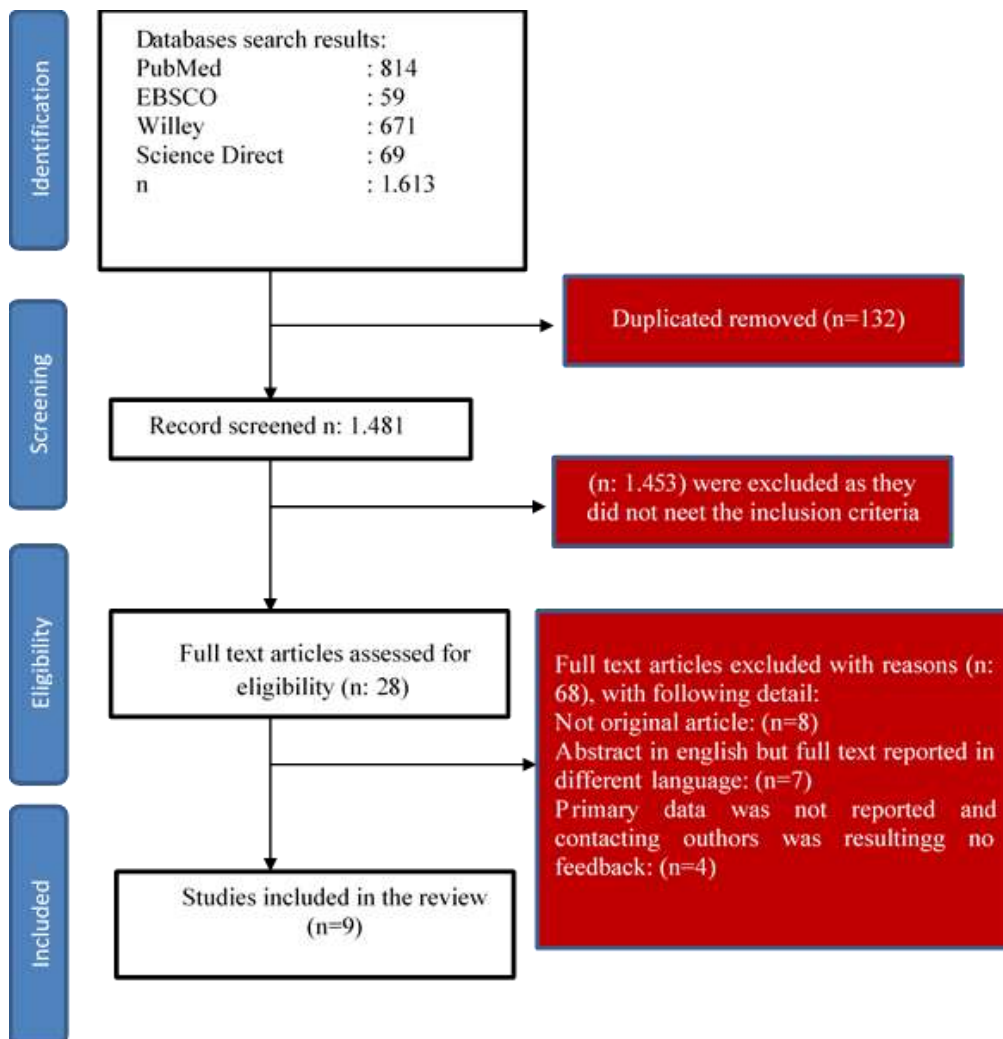 Identification
Databases search results:
PubMed : 814
EBSCO : 59
Willey : 671
Science Direct : 69
n : 1.613
Duplicated removed (n=132)
Screening
Record screened n: 1.481
(n: 1.453) were excluded as they
did not neet the inclusion criteria
Eligibility
Full text articles assessed for
eligibility (n: 28)
Full text articles excluded with reasons (n:
68), with following detail:
Not original article: (n=8)
Abstract in english but full text reported in
different language: (n=7)
Primary data was not reported and
contacting outhors was resultingg no
feedback: (n=4)
Included
Studies included in the review
(n=9)